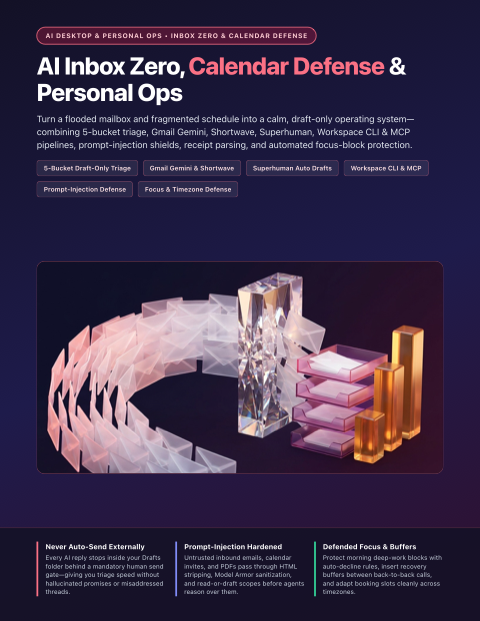 AI DESKTOP & PERSONAL OPS • INBOX ZERO & CALENDAR DEFENSE
AI Inbox Zero, Calendar Defense &
Personal Ops
Turn a flooded mailbox and fragmented schedule into a calm, draft-only operating system—
combining 5-bucket triage, Gmail Gemini, Shortwave, Superhuman, Workspace CLI & MCP
pipelines, prompt-injection shields, receipt parsing, and automated focus-block protection.
5-Bucket Draft-Only Triage
Gmail Gemini & Shortwave
Superhuman Auto Drafts
Workspace CLI & MCP
Prompt-Injection Defense
Focus & Timezone Defense
Never Auto-Send Externally
Every AI reply stops inside your Drafts
folder behind a mandatory human send
gate—giving you triage speed without
hallucinated promises or misaddressed
threads.
Prompt-Injection Hardened
Untrusted inbound emails, calendar
invites, and PDFs pass through HTML
stripping, Model Armor sanitization,
and read-or-draft scopes before agents
reason over them.
Defended Focus & Buffers
Protect morning deep-work blocks with
auto-decline rules, insert recovery
buffers between back-to-back calls,
and adapt booking slots cleanly across
timezones.